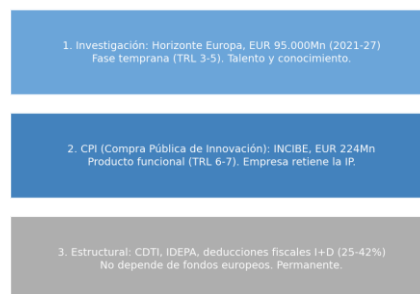 1. Investigación: Horizonte Europa, EUR 95.000Mn (2021-27)
Fase temprana (TRL 3-5). Talento y conocimiento.
2. CPI (Compra Pública de Innovación): INCIBE, EUR 224Mn
Producto funcional (TRL 6-7). Empresa retiene la IP.
3. Estructural: CDTI, IDEPA, deducciones fiscales I+D (25-42%)
No depende de fondos europeos. Permanente.